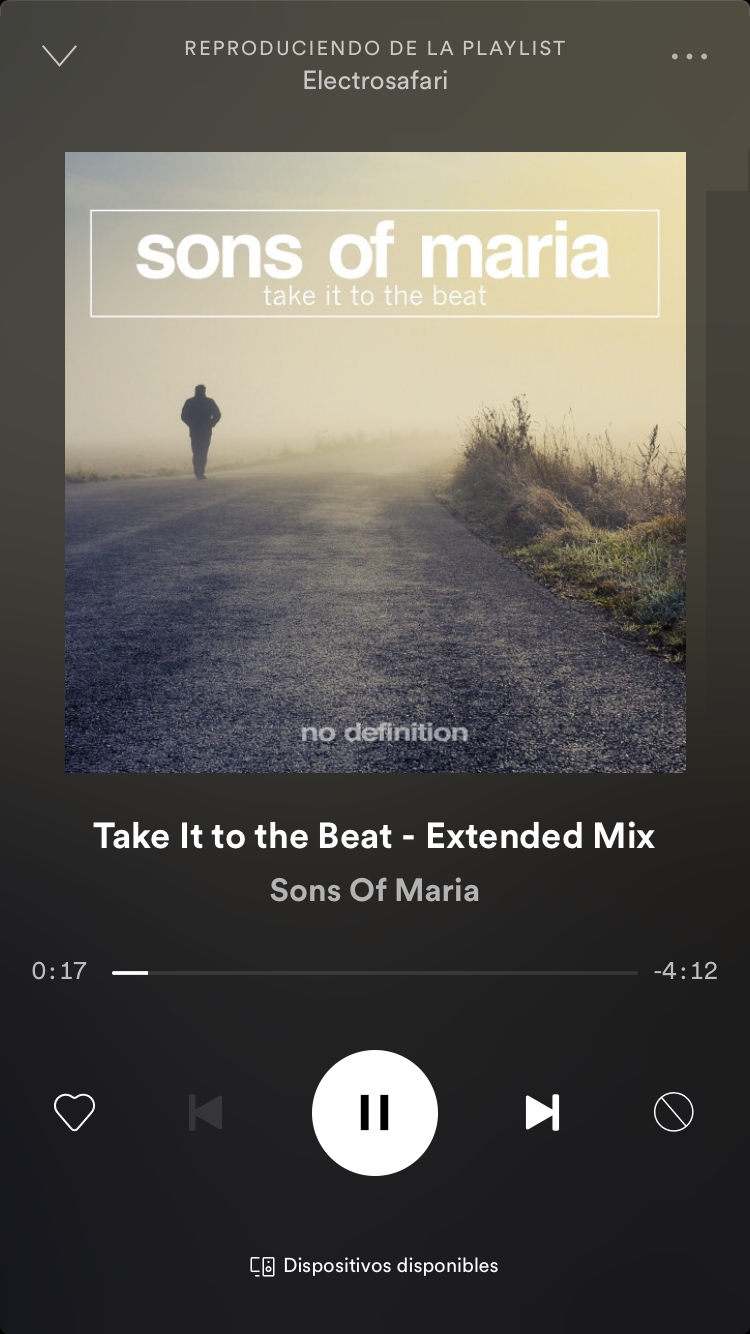 REPRODUCIENDO DE LA PLAYLIST
Electrosafari
sons of maria
take it to the beat
no definition
Take It to the Beat - Extended Mix
Sons Of Maria
0:17
-4:12
Dispositivos disponibles